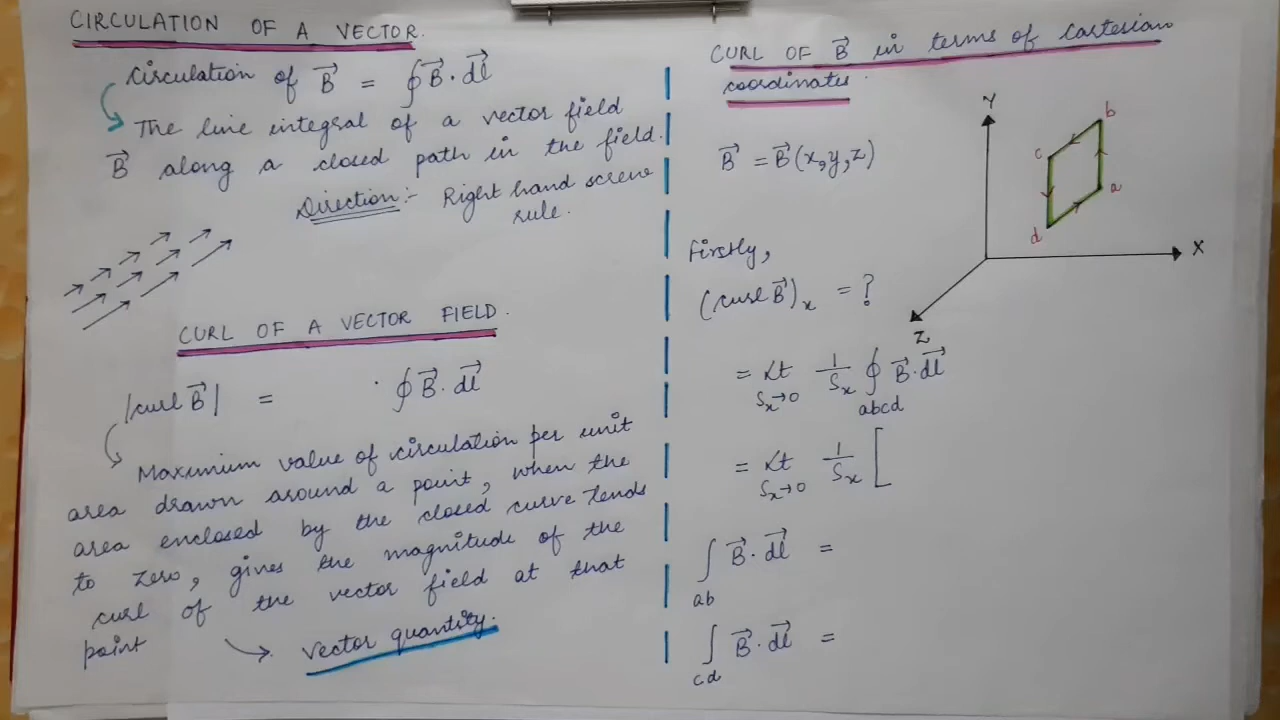 CIRCULATION OF A VECTOR.
Circulation of B⃗ = ∮B⃗ · dl⃗
The line integral of a vector field
B⃗ along a closed path in the field.
Direction:- Right hand screw
rule.
CURL OF A VECTOR FIELD.
|curl B⃗| = ∮ B⃗ · dl⃗
Maximum value of circulation per unit
area drawn around a point, when the
area enclosed by the closed curve tends
to zero, gives the magnitude of the
curl of the vector field at that
point
Vector quantity.
CURL OF B⃗ in terms of Cartesian
coordinates.
B⃗ = B⃗(x,y,z)
Y
b
c
a
d
X
Z
Firstly,
(curl B⃗)ₓ = ?
= Lt 1/Sₓ ∮ B⃗ · dl⃗
Sₓ→0 abcd
= Lt 1/Sₓ [
Sₓ→0
∫ B⃗ · dl⃗ =
ab
∫ B⃗ · dl⃗ =
cd